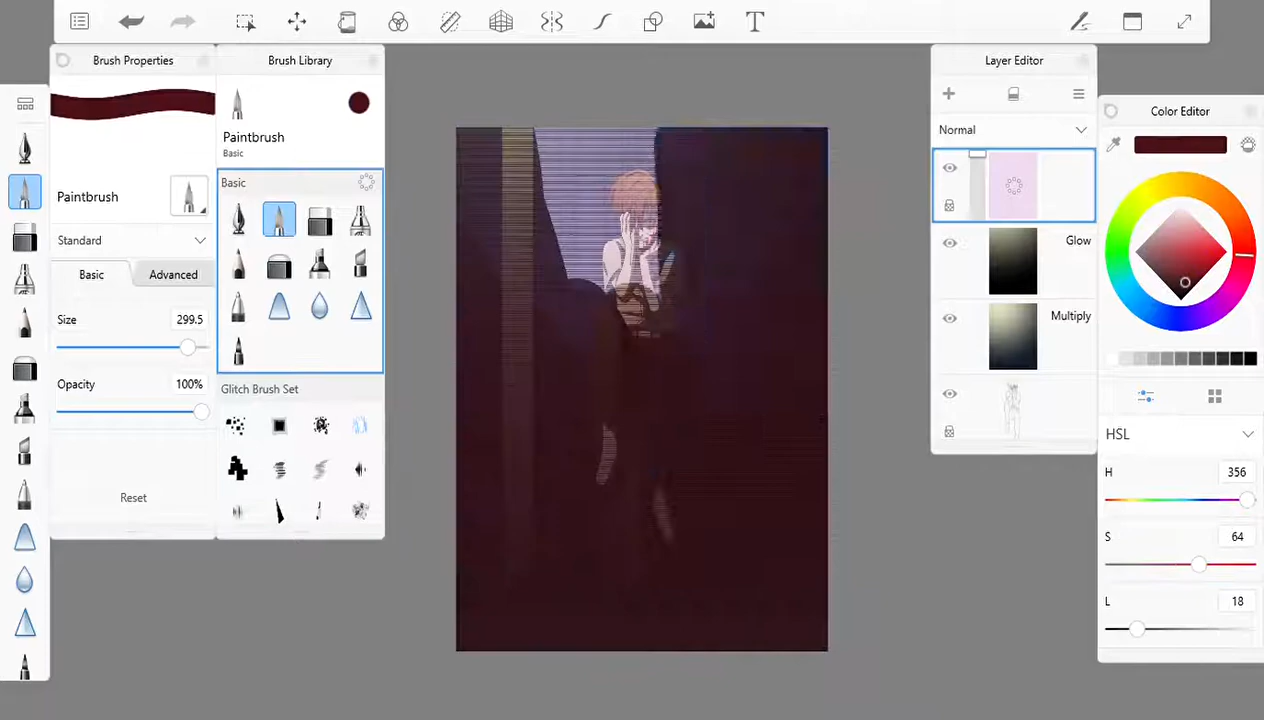 Brush Properties
Paintbrush
Standard
Basic
Advanced
Size
299.5
Opacity
100%
Reset
Brush Library
Paintbrush
Basic
Basic
Glitch Brush Set
T
Layer Editor
Normal
Glow
Multiply
Color Editor
HSL
H
356
S
64
L
18